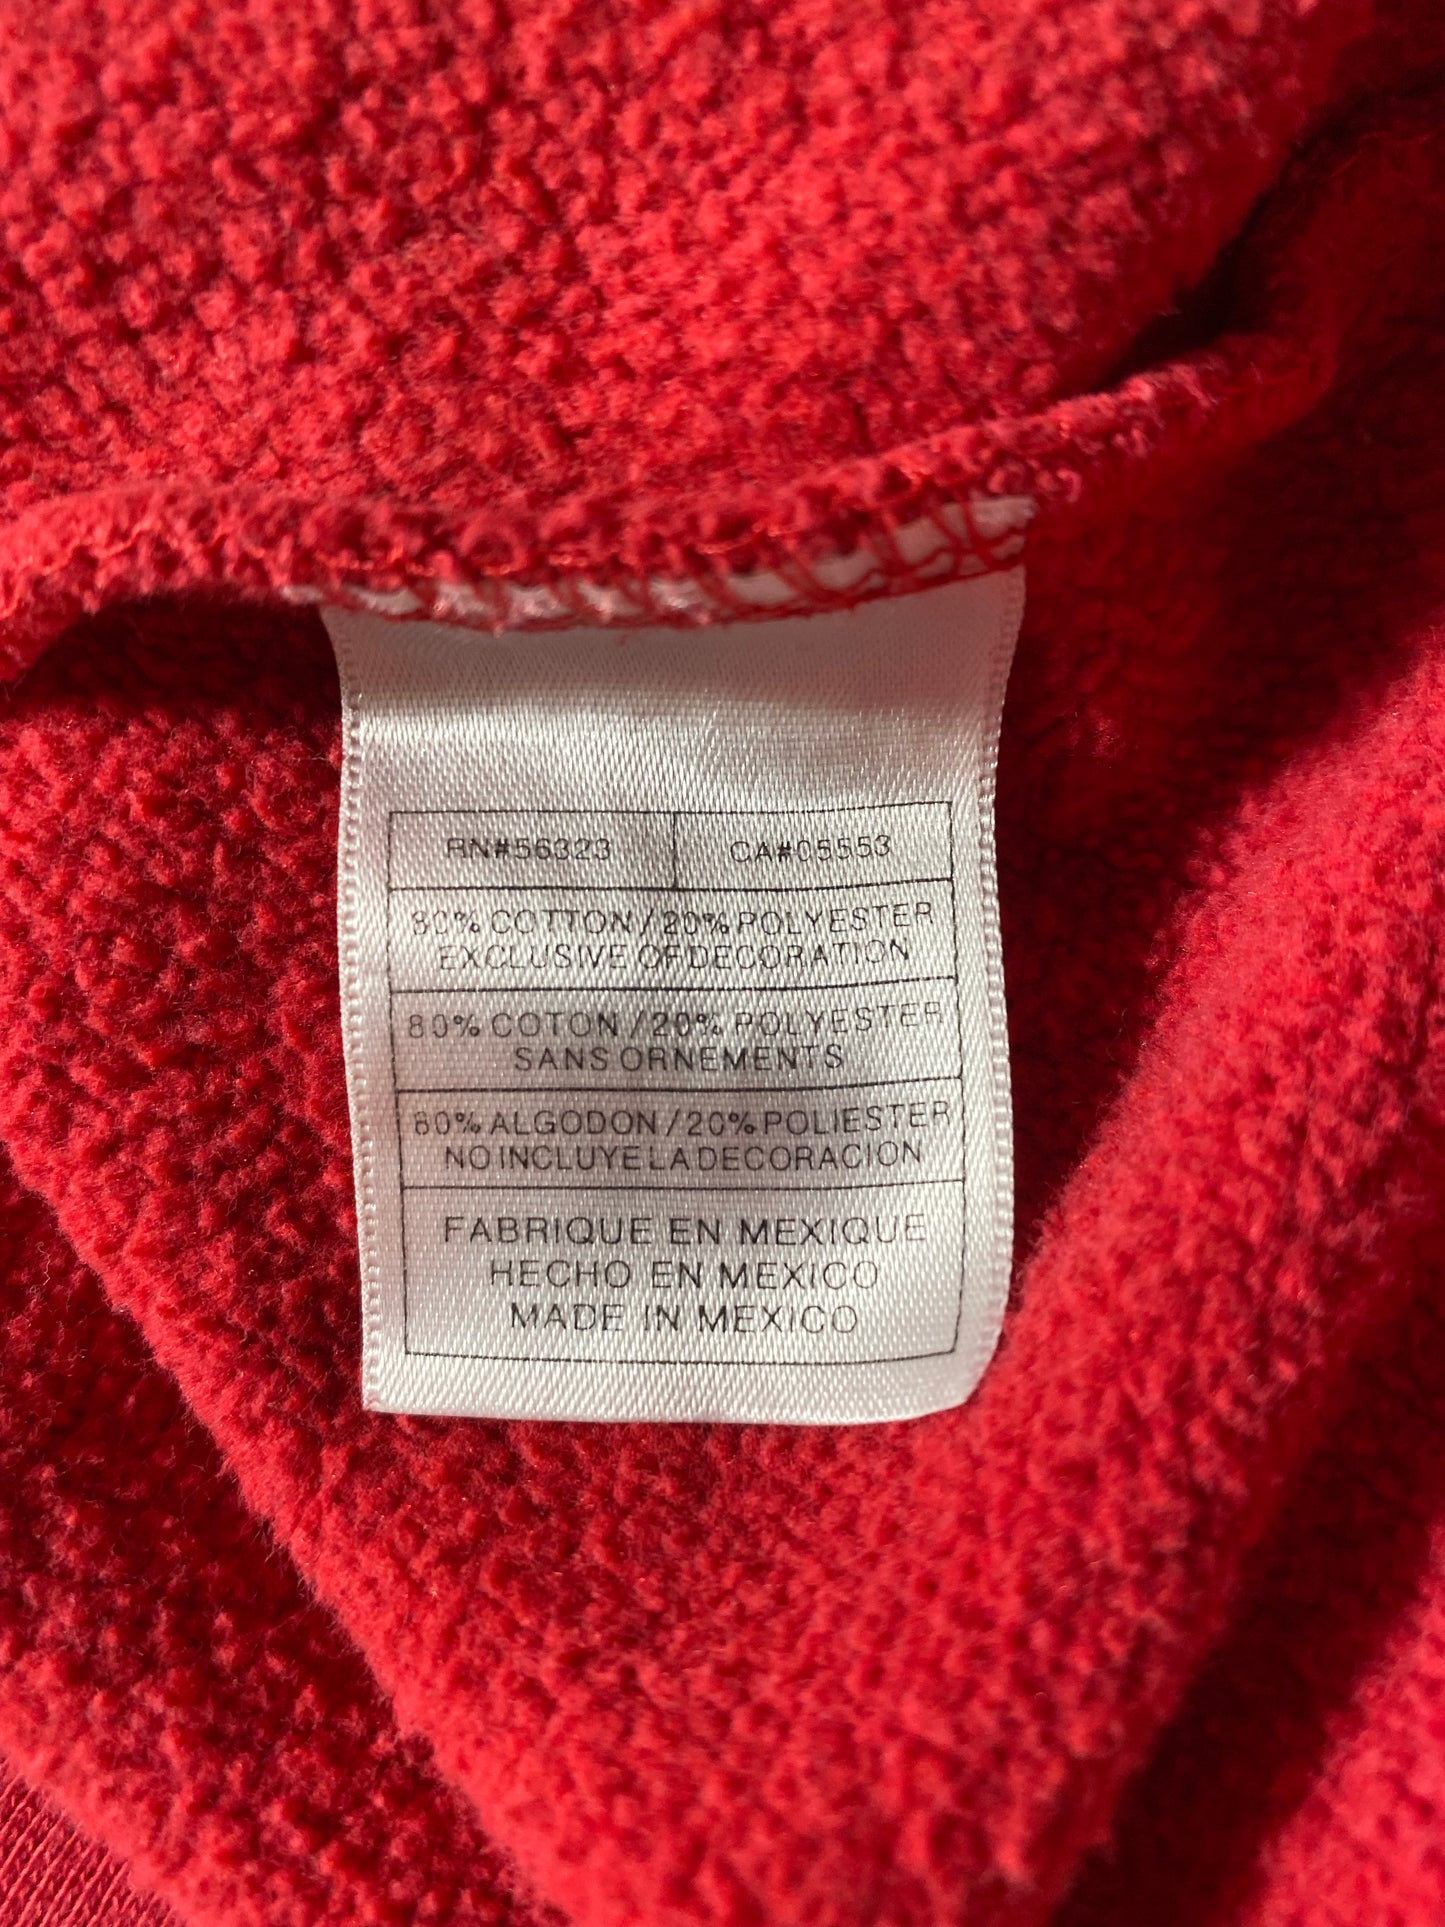 RN#56323 CA#05553
80% COTTON/20% POLYESTER
EXCLUSIVE OF DECORATION
80% COTON/20% POLYESTER
SANS ORNEMENTS
80% ALGODON/20% POLIESTER
NO INCLUYE LA DECORACION
FABRIQUE EN MEXIQUE
HECHO EN MEXICO
MADE IN MEXICO